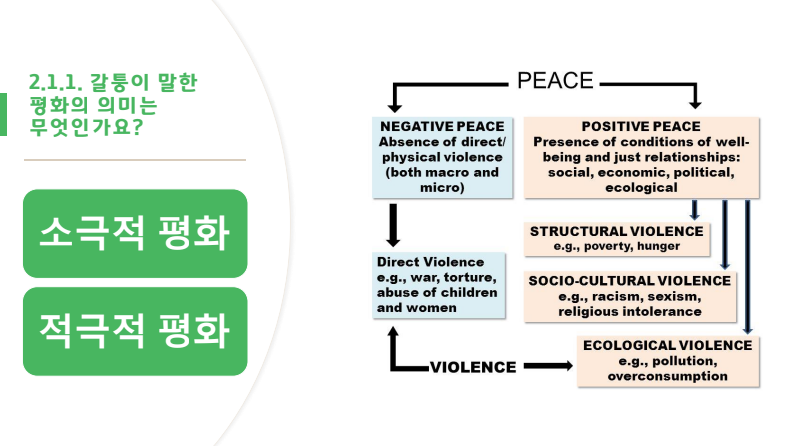 2.1.1. 갈퉁이 말한
평화의 의미는
무엇인가요?
소극적 평화
적극적 평화
PEACE
NEGATIVE PEACE
Absence of direct/
physical violence
(both macro and
micro)
POSITIVE PEACE
Presence of conditions of well-
being and just relationships:
social, economic, political,
ecological
Direct Violence
e.g., war, torture,
abuse of children
and women
STRUCTURAL VIOLENCE
e.g., poverty, hunger
SOCIO-CULTURAL VIOLENCE
e.g., racism, sexism,
religious intolerance
ECOLOGICAL VIOLENCE
e.g., pollution,
overconsumption
VIOLENCE